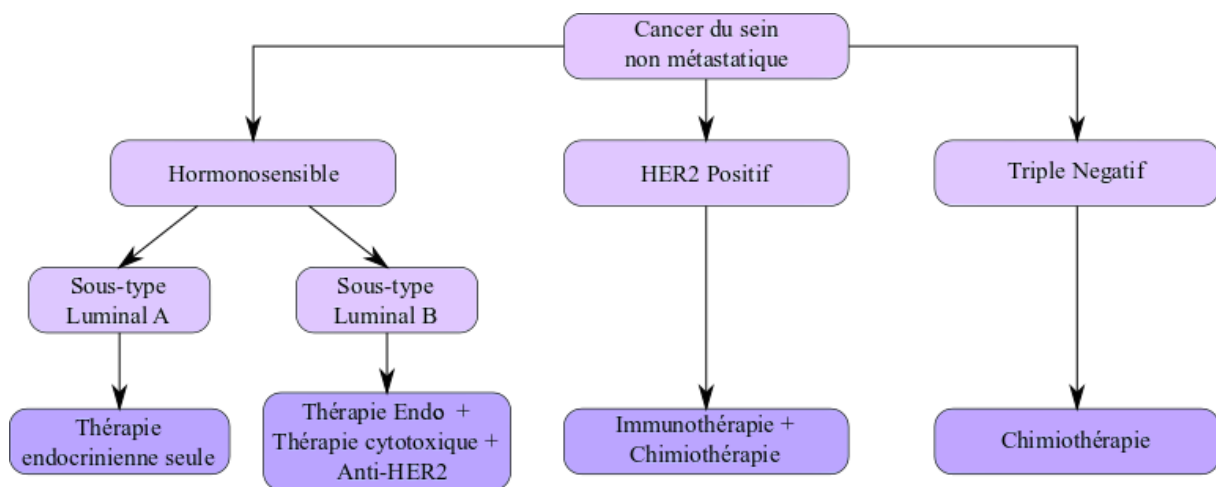 Cancer du sein
non métastatique
Hormonosensible
HER2 Positif
Triple Negatif
Sous-type
Luminal A
Sous-type
Luminal B
Thérapie
endocrinienne seule
Thérapie Endo +
Thérapie cytotoxique +
Anti-HER2
Immunothérapie +
Chimiothérapie
Chimiothérapie